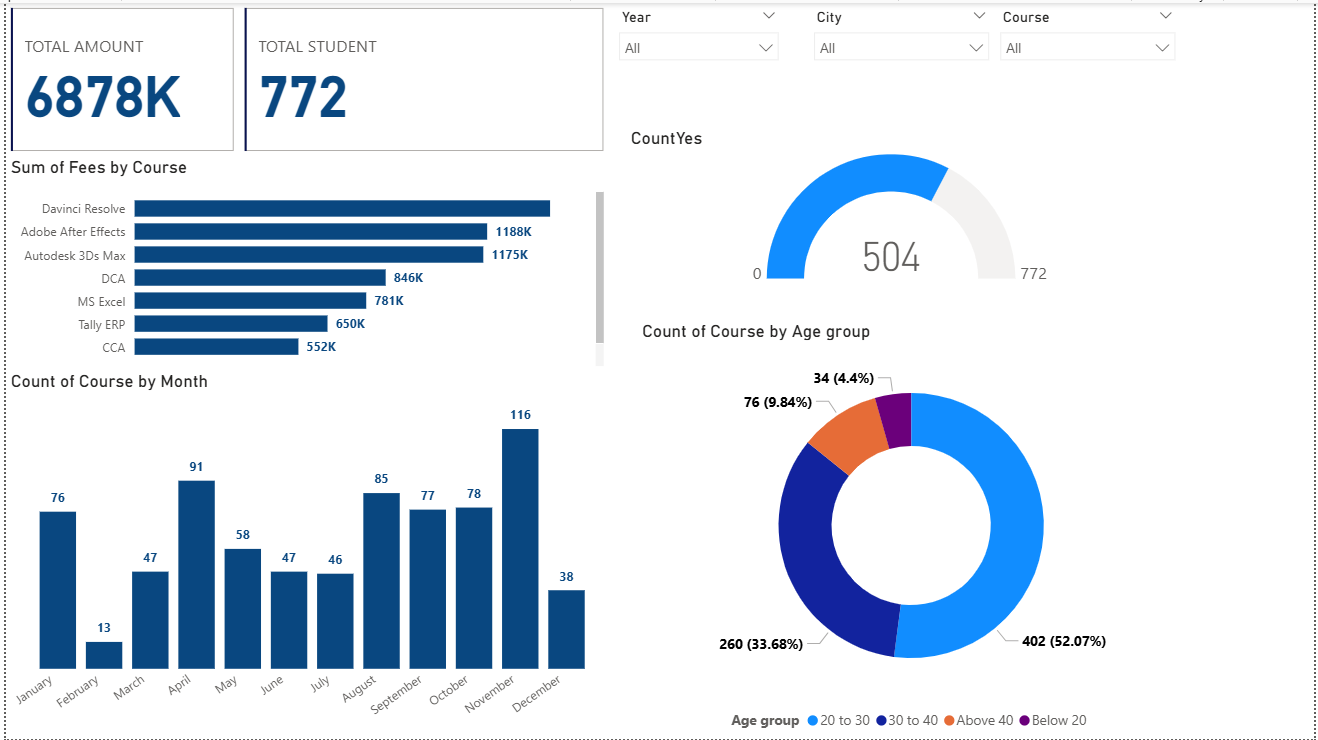 TOTAL AMOUNT
6878K
TOTAL STUDENT
772
Year
All
City
All
Course
All
Sum of Fees by Course
Davinci Resolve
Adobe After Effects 1188K
Autodesk 3Ds Max 1175K
DCA 846K
MS Excel 781K
Tally ERP 650K
CCA 552K
CountYes
504
0
772
Count of Course by Month
76
13
47
91
58
47
46
85
77
78
116
38
January
February
March
April
May
June
July
August
September
October
November
December
Count of Course by Age group
34 (4.4%)
76 (9.84%)
260 (33.68%)
402 (52.07%)
Age group 20 to 30 30 to 40 Above 40 Below 20